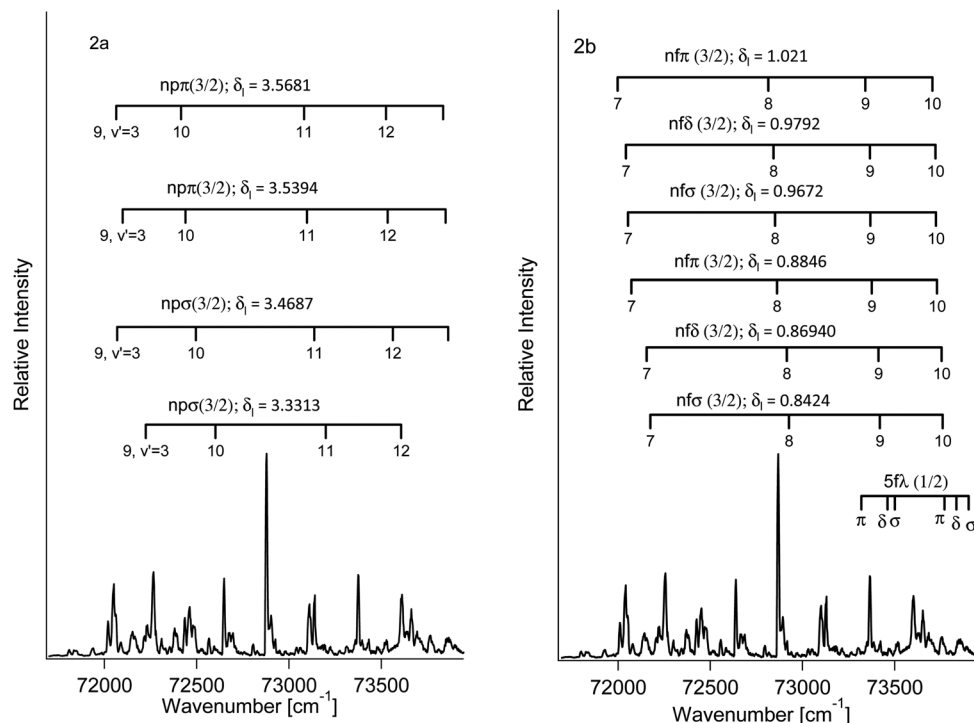 2a
npπ(3/2); δl = 3.5681
9, v'=3 10 11 12
npπ(3/2); δl = 3.5394
9, v'=3 10 11 12
npσ(3/2); δl = 3.4687
9, v'=3 10 11 12
npσ(3/2); δl = 3.3313
9, v'=3 10 11 12
Relative Intensity
72000 72500 73000 73500
Wavenumber [cm-1]
2b
nfπ (3/2); δl = 1.021
7 8 9 10
nfδ (3/2); δl = 0.9792
7 8 9 10
nfσ (3/2); δl = 0.9672
7 8 9 10
nfπ (3/2); δl = 0.8846
7 8 9 10
nfδ (3/2); δl = 0.86940
7 8 9 10
nfσ (3/2); δl = 0.8424
7 8 9 10
5fλ (1/2)
π δ σ π δ σ
Relative Intensity
72000 72500 73000 73500
Wavenumber [cm-1]